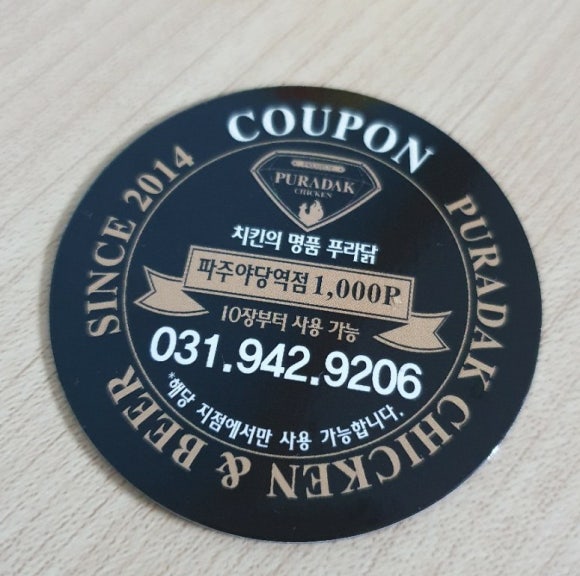 COUPON
PURADAK CHICKEN & BEER
SINCE 2014
PREMIUM
PURADAK
CHICKEN
치킨의 명품 푸라닭
파주야당역점 1,000P
10장부터 사용 가능
031.942.9206
*해당 지점에서만 사용 가능합니다.